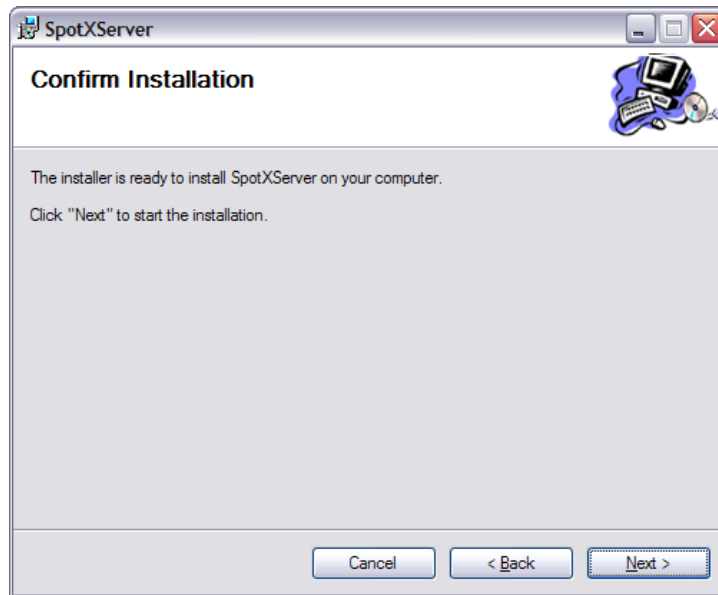 SpotXServer
Confirm Installation
The installer is ready to install SpotXServer on your computer.
Click "Next" to start the installation.
Cancel
< Back
Next >